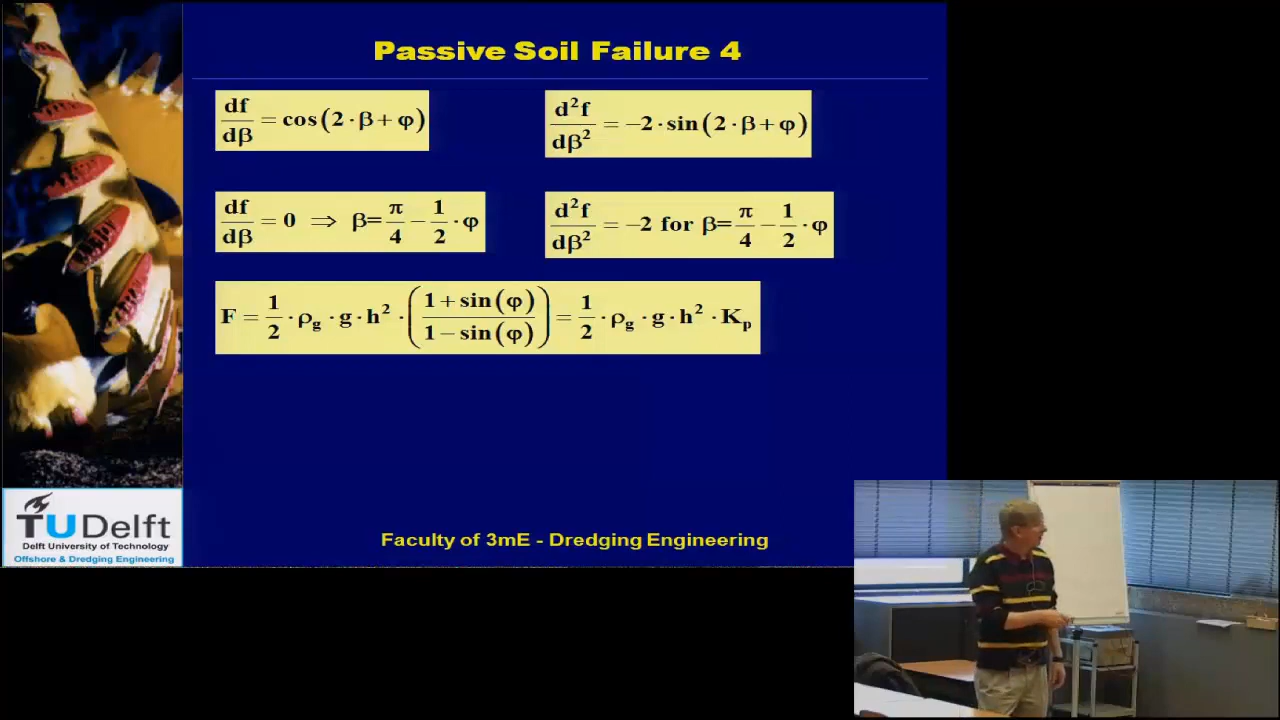 Passive Soil Failure 4
df/dβ = cos(2·β+φ)
d²f/dβ² = −2·sin(2·β+φ)
df/dβ = 0 ⇒ β= π/4 − 1/2·φ
d²f/dβ² = −2 for β= π/4 − 1/2·φ
F = 1/2·ρg·g·h²·((1+sin(φ))/(1−sin(φ))) = 1/2·ρg·g·h²·Kp
TUDelft
Delft University of Technology
Offshore & Dredging Engineering
Faculty of 3mE - Dredging Engineering